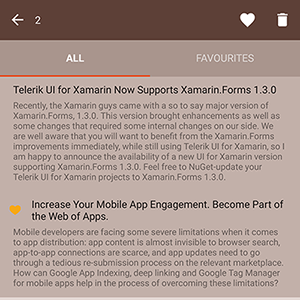 2
ALL FAVOURITES
Telerik UI for Xamarin Now Supports Xamarin.Forms 1.3.0
Recently, the Xamarin guys came with a so to say major version of
Xamarin.Forms, 1.3.0. This version brought enhancements as well as
some changes that required some internal changes on our side. We
are well aware that you will want to benefit from the Xamarin.Forms
improvements immediately, while still using Telerik UI for Xamarin, so I
am happy to announce the availability of a new UI for Xamarin version
supporting Xamarin.Forms 1.3.0. Feel free to NuGet-update your
Telerik UI for Xamarin projects to Xamarin.Forms 1.3.0.
Increase Your Mobile App Engagement. Become Part of
the Web of Apps.
Mobile developers are facing some severe limitations when it comes
to app distribution: app content is almost invisible to browser search,
app-to-app connections are scarce, and app updates need to go
through a tedious re-submission process on the relevant marketplace.
How can Google App Indexing, deep linking and Google Tag Manager
for mobile apps help in the process of overcoming these limitations?